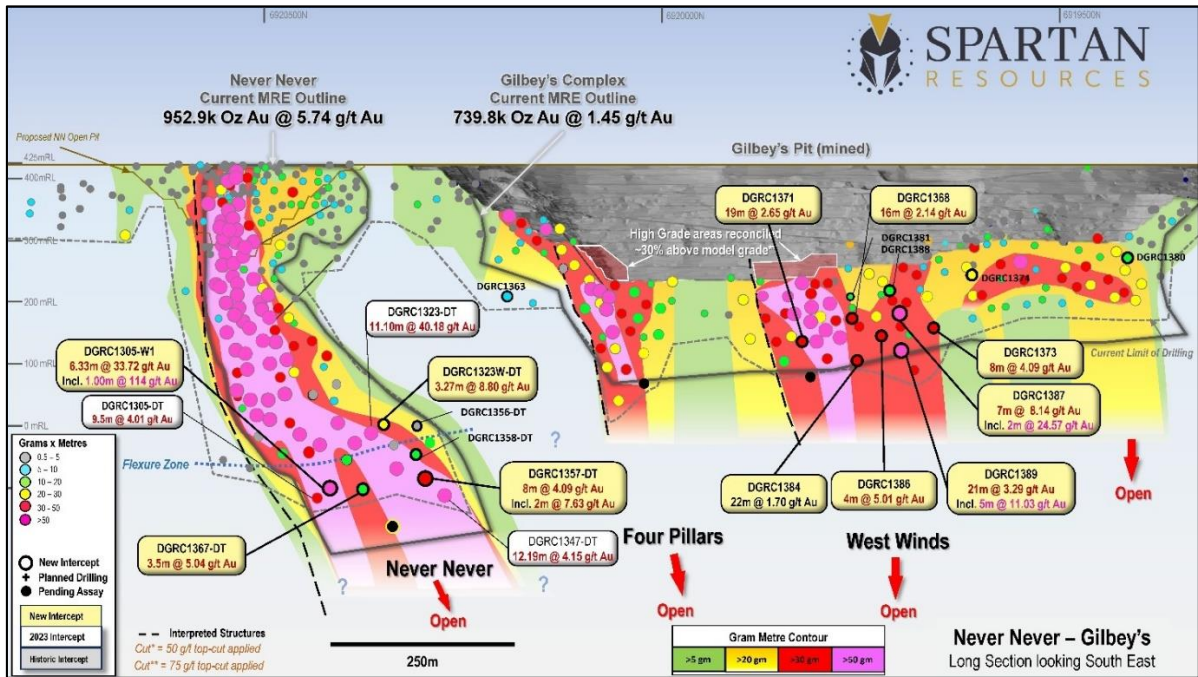 6920500N
6920000N
6919500N
SPARTAN
RESOURCES
Never Never
Current MRE Outline
952.9k Oz Au @ 5.74 g/t Au
Gilbey's Complex
Current MRE Outline
739.8k Oz Au @ 1.45 g/t Au
Proposed NN Open Pit
Gilbey's Pit (mined)
425mRL
400mRL
300mRL
200mRL
100mRL
0 mRL
High Grade areas reconciled
~30% above model grade*
DGRC1371
19m @ 2.65 g/t Au
DGRC1368
16m @ 2.14 g/t Au
DGRC1381
DGRC1388
DGRC1380
DGRC1374
DGRC1363
DGRC1323-DT
11.10m @ 40.18 g/t Au
DGRC1305-W1
6.33m @ 33.72 g/t Au
Incl. 1.00m @ 114 g/t Au
DGRC1323W-DT
3.27m @ 8.80 g/t Au
DGRC1305-DT
9.5m @ 4.01 g/t Au
DGRC1356-DT
DGRC1358-DT
?
Current Limit of Drilling
DGRC1373
8m @ 4.09 g/t Au
DGRC1387
7m @ 8.14 g/t Au
Incl. 2m @ 24.57 g/t Au
Flexure Zone
DGRC1357-DT
8m @ 4.09 g/t Au
Incl. 2m @ 7.63 g/t Au
DGRC1384
22m @ 1.70 g/t Au
DGRC1386
4m @ 5.01 g/t Au
DGRC1389
21m @ 3.29 g/t Au
Incl. 5m @ 11.03 g/t Au
Open
DGRC1367-DT
3.5m @ 5.04 g/t Au
DGRC1347-DT
12.19m @ 4.15 g/t Au
Never Never
Four Pillars
West Winds
?
?
Open
Open
Open
Grams x Metres
0.5 – 5
– 10
10 – 20
20 – 30
30 – 50
>50
New Intercept
Planned Drilling
Pending Assay
New Intercept
2023 Intercept
Historic Intercept
Interpreted Structures
Cut* = 50 g/t top-cut applied
Cut** = 75 g/t top-cut applied
250m
Gram Metre Contour
>5 gm
>20 gm
>30 gm
>50 gm
Never Never – Gilbey's
Long Section looking South East